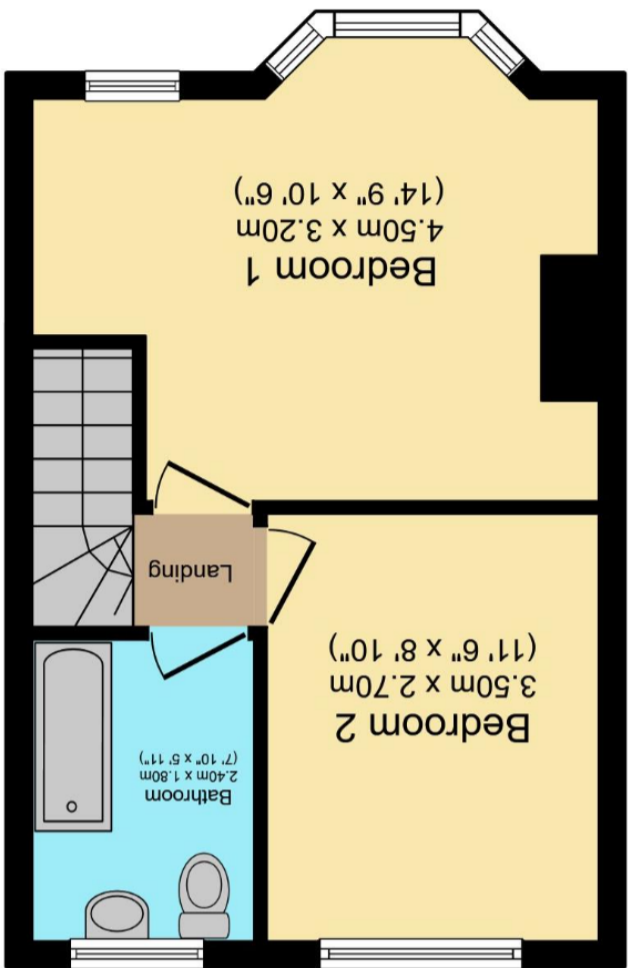 Bedroom 2
3.50m x 2.70m
(11' 6" x 8' 10")
Bathroom
2.40m x 1.80m
(7' 10" x 5' 11")
Landing
Bedroom 1
4.50m x 3.20m
(14' 9" x 10' 6")